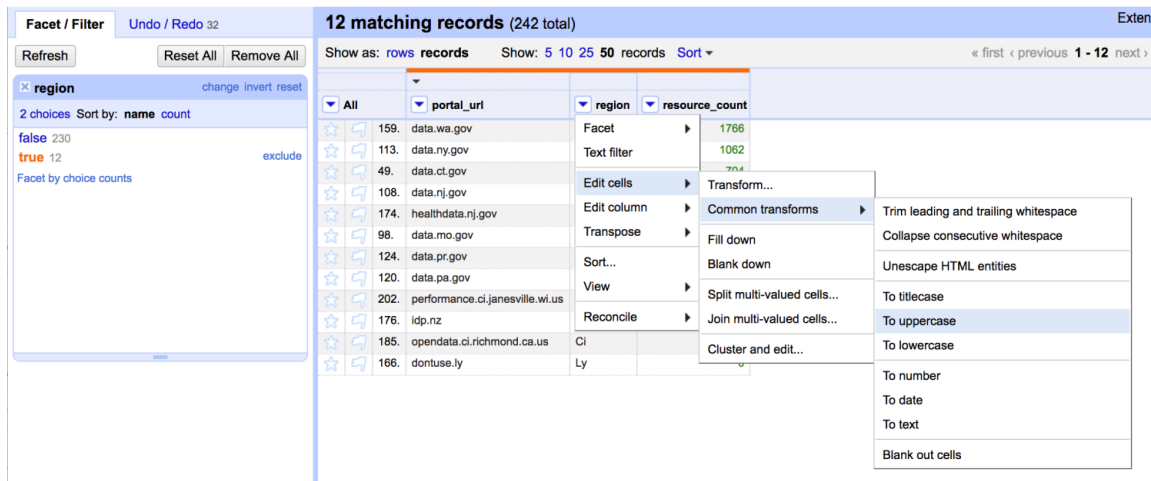 Facet / Filter Undo / Redo 32
Refresh Reset All Remove All
region change invert reset
2 choices Sort by: name count
false 230
true 12 exclude
Facet by choice counts
12 matching records (242 total) Exten
Show as: rows records Show: 5 10 25 50 records Sort « first ‹ previous 1 - 12 next ›
All portal_url region resource_count
159. data.wa.gov 1766
113. data.ny.gov 1062
49. data.ct.gov
108. data.nj.gov
174. healthdata.nj.gov
98. data.mo.gov
124. data.pr.gov
120. data.pa.gov
202. performance.ci.janesville.wi.us
176. idp.nz
185. opendata.ci.richmond.ca.us Ci
166. dontuse.ly Ly
Facet
Text filter
Edit cells
Edit column
Transpose
Sort...
View
Reconcile
Transform...
Common transforms
Fill down
Blank down
Split multi-valued cells...
Join multi-valued cells...
Cluster and edit...
Trim leading and trailing whitespace
Collapse consecutive whitespace
Unescape HTML entities
To titlecase
To uppercase
To lowercase
To number
To date
To text
Blank out cells